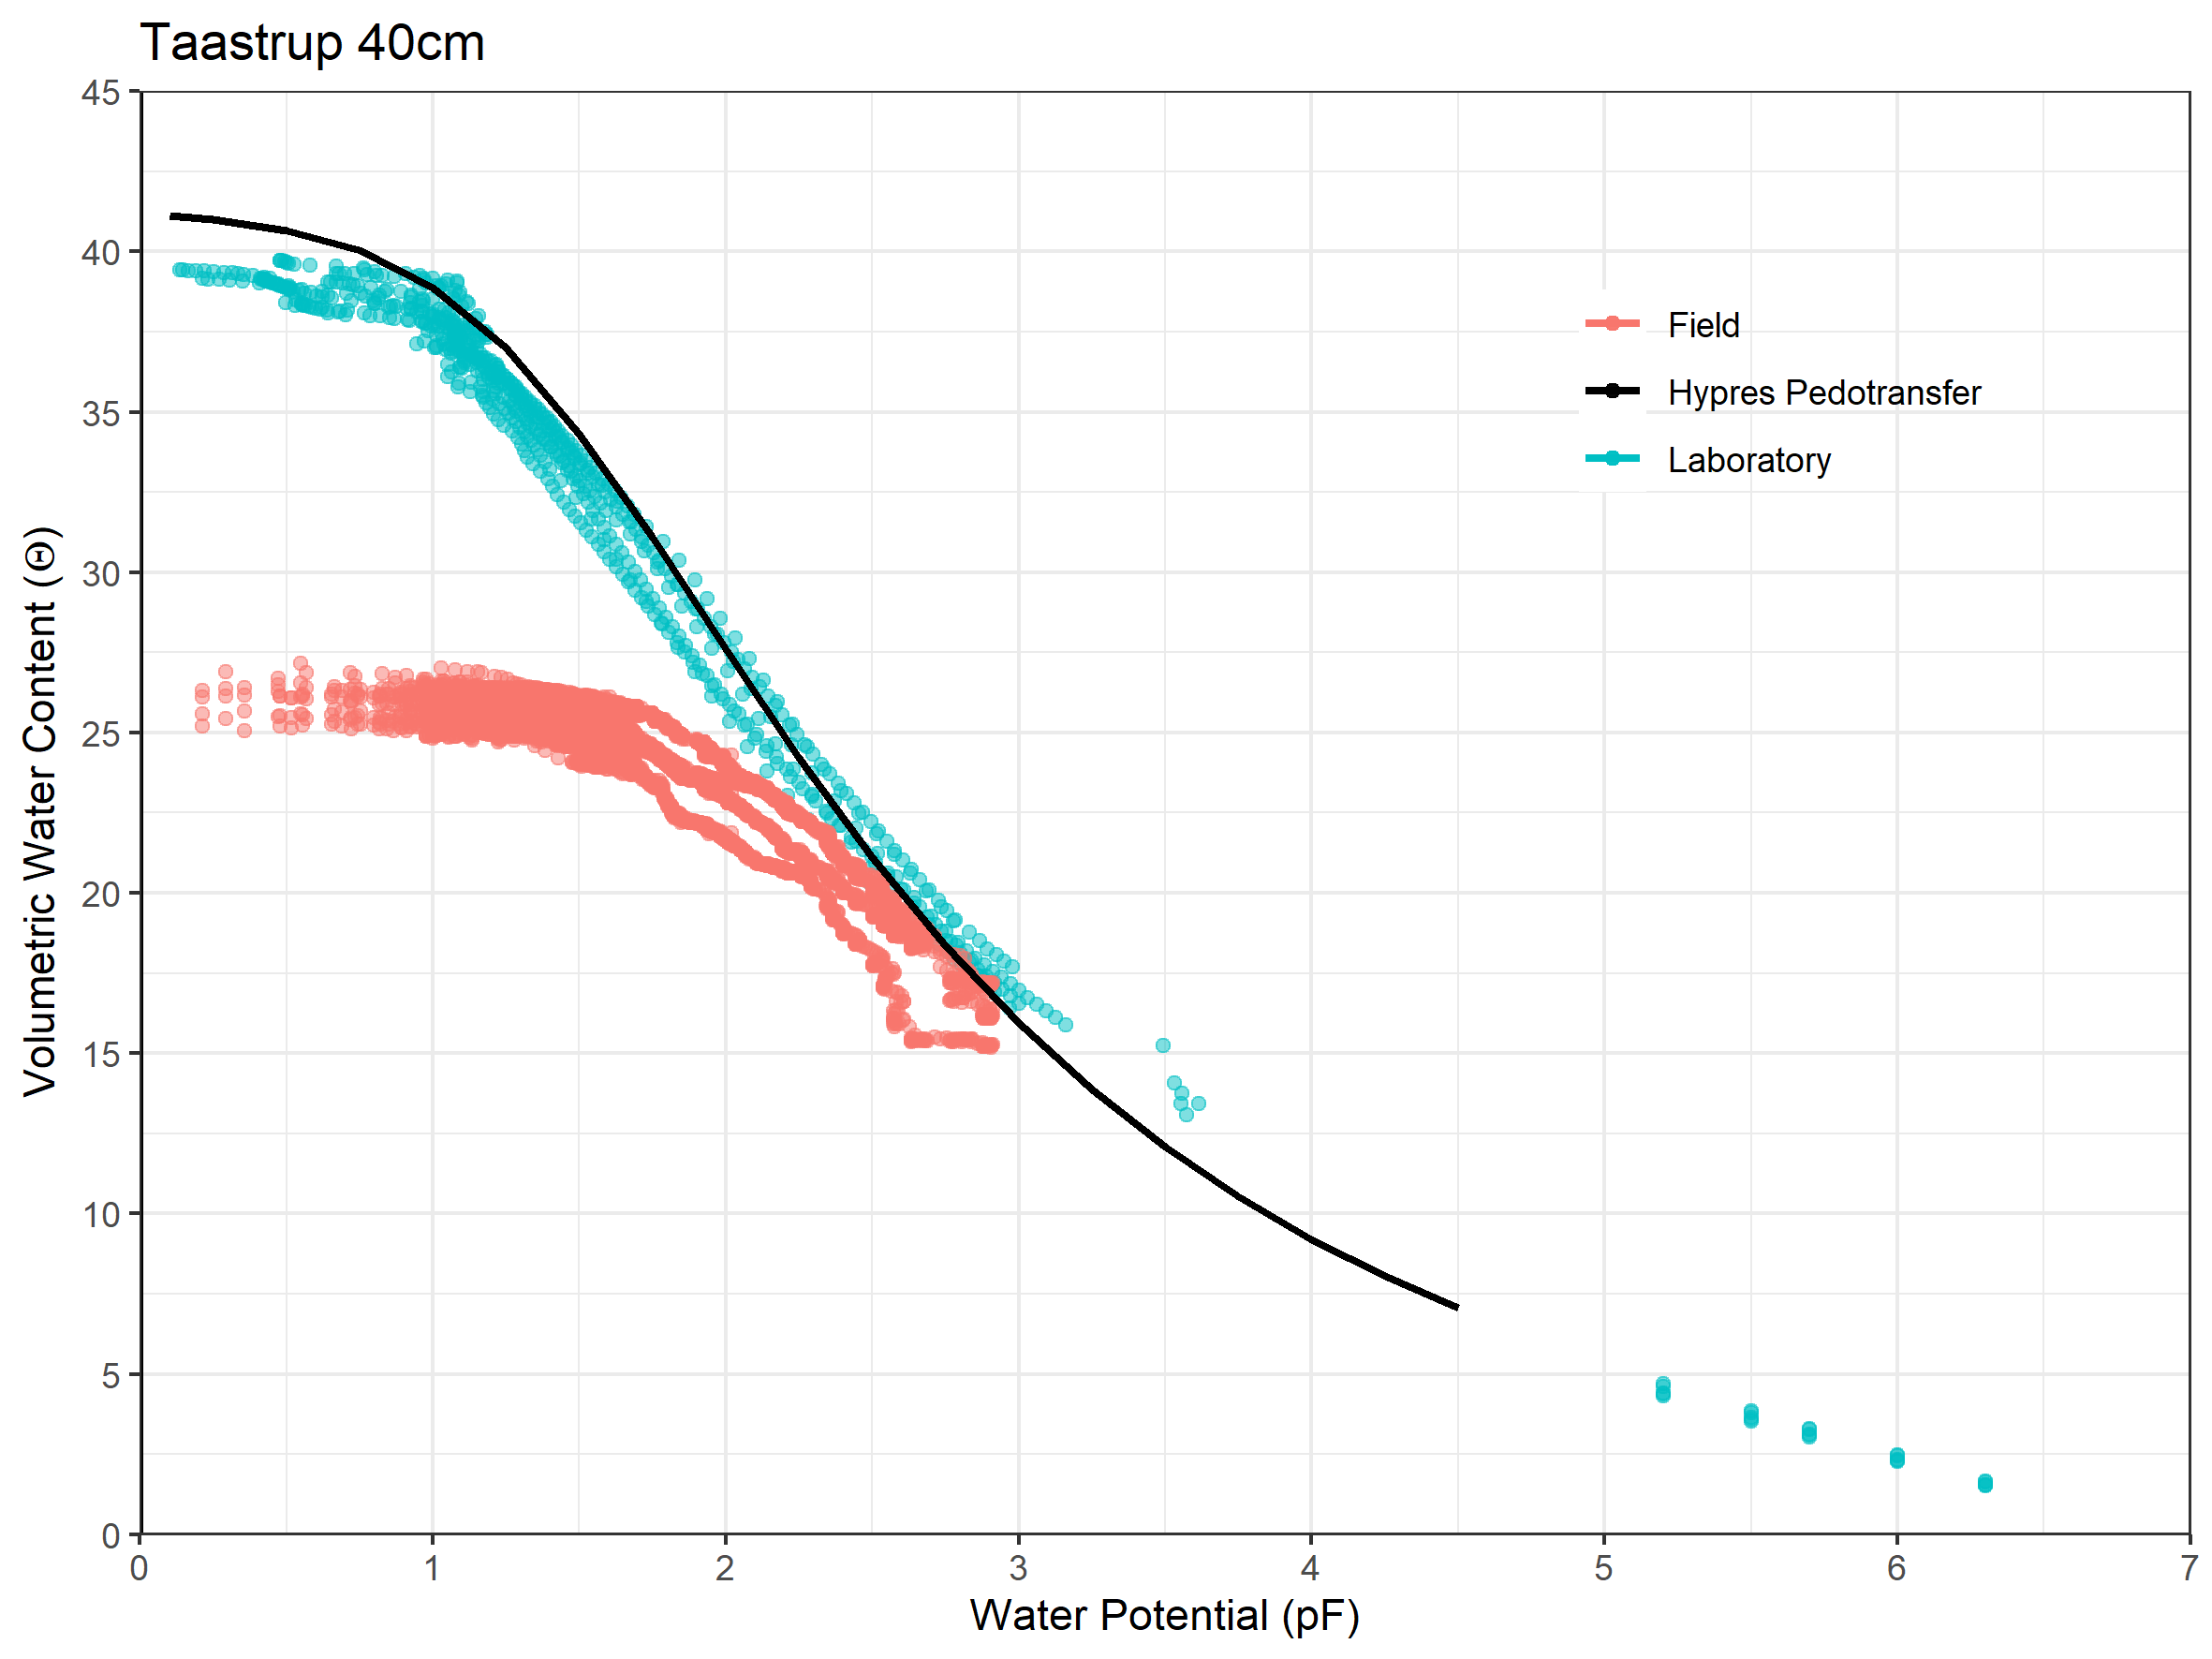 Taastrup 40cm
45
40
35
30
25
20
15
10
5
0
Volumetric Water Content (Θ)
Field
Hypres Pedotransfer
Laboratory
0 1 2 3 4 5 6 7
Water Potential (pF)